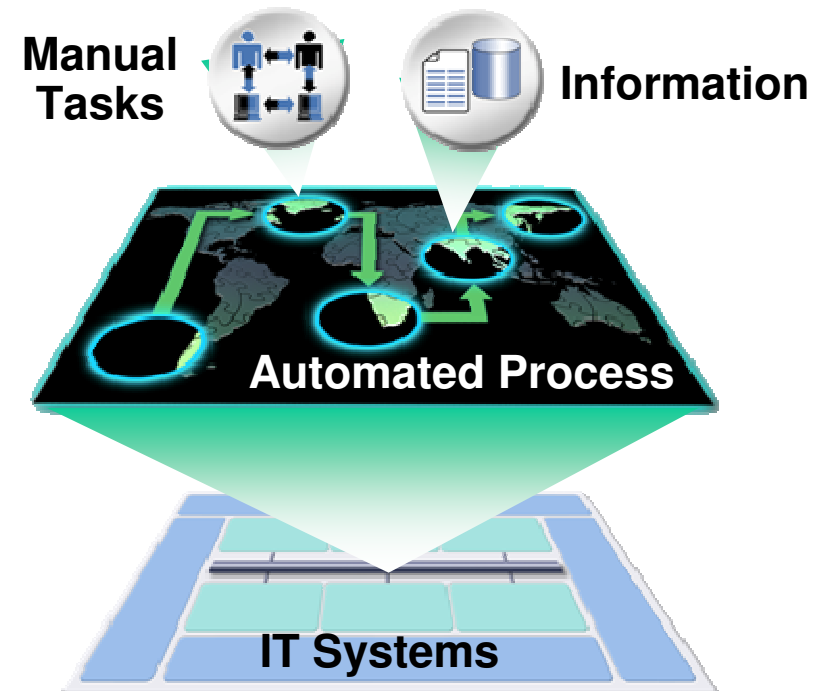 Manual
Tasks
Information
Automated Process
IT Systems